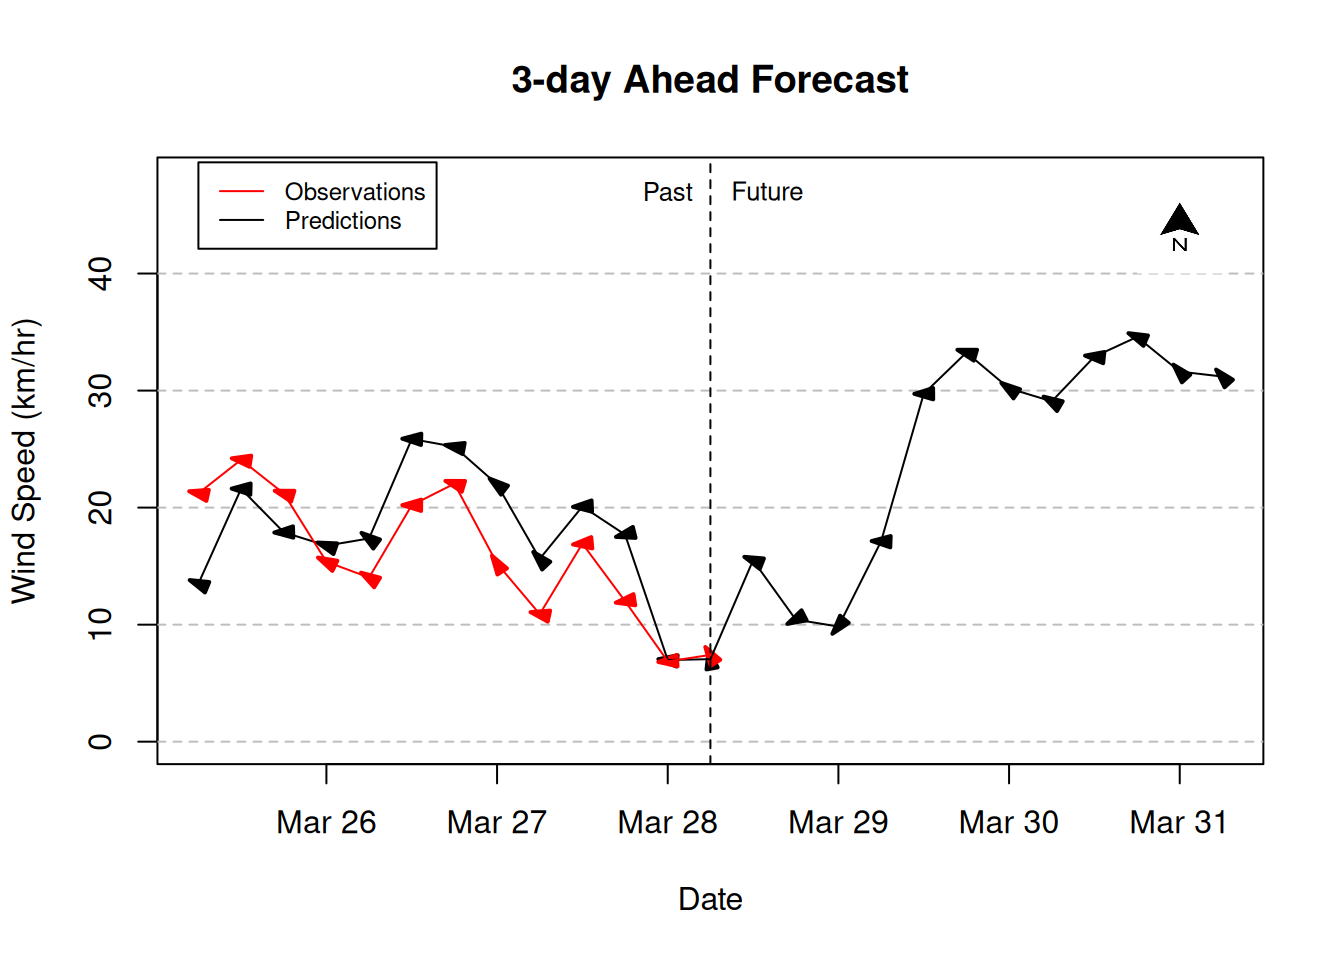 3-day Ahead Forecast
Observations
Predictions
Past
Future
N
Wind Speed (km/hr)
40
30
20
10
0
Mar 26
Mar 27
Mar 28
Mar 29
Mar 30
Mar 31
Date